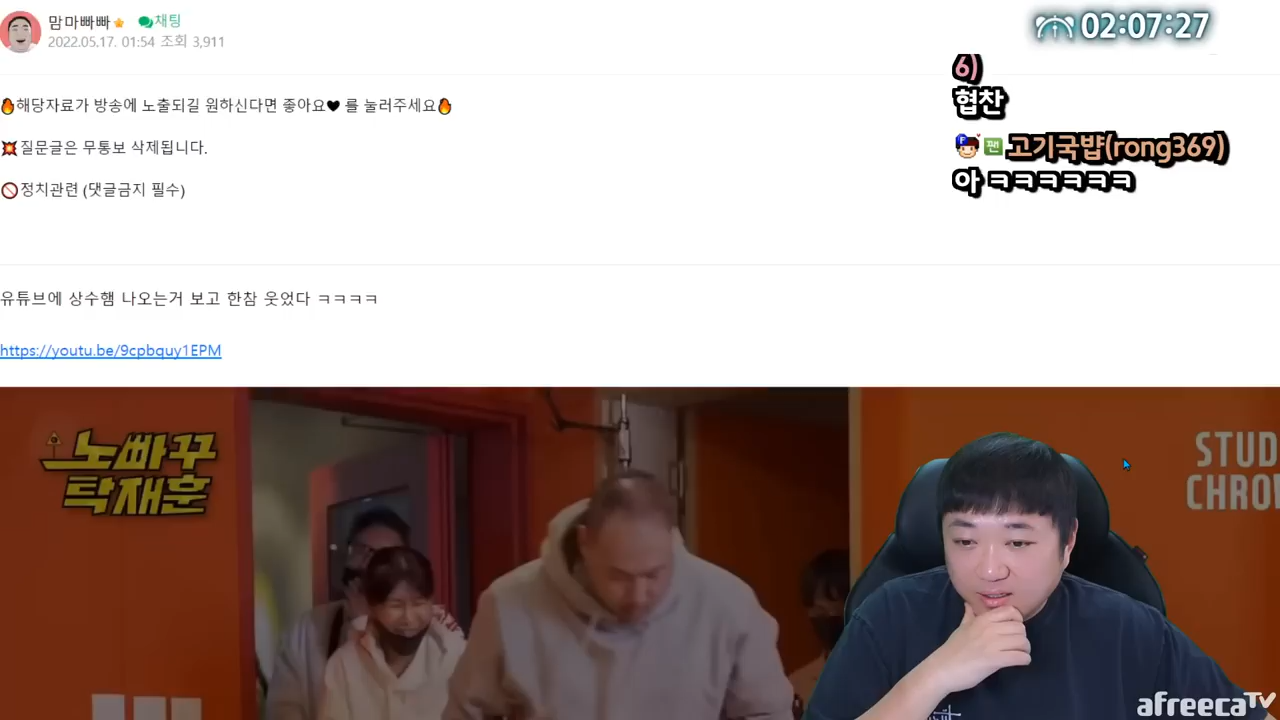 맘마빠빠 채팅
2022.05.17. 01:54 조회 3,911
02:07:27
6)
협찬
F 팬 고기국뱝(rong369)
아 ㅋㅋㅋㅋㅋㅋ
해당자료가 방송에 노출되길 원하신다면 좋아요 를 눌러주세요
질문글은 무통보 삭제됩니다.
정치관련 (댓글금지 필수)
유튜브에 상수햄 나오는거 보고 한참 웃었다 ㅋㅋㅋㅋ
https://youtu.be/9cpbquy1EPM
노빠꾸
탁재훈
STUD
CHRO
afreecaTV